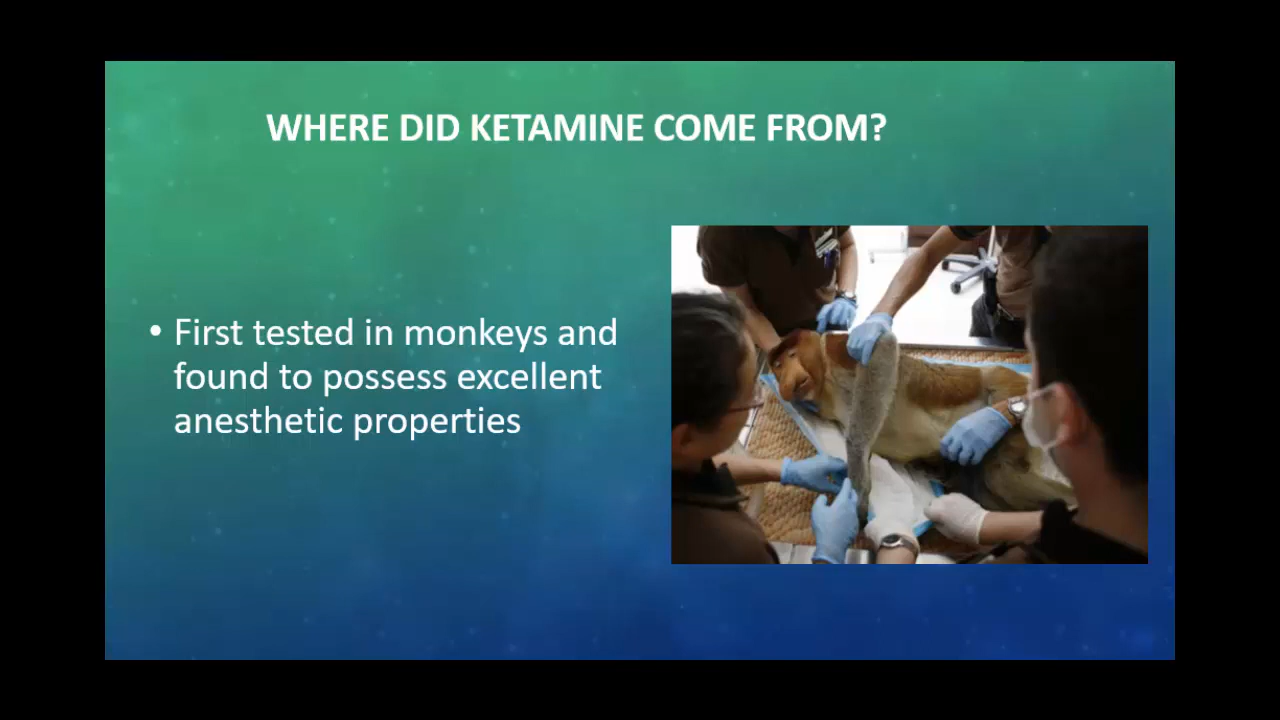 WHERE DID KETAMINE COME FROM?
• First tested in monkeys and
found to possess excellent
anesthetic properties